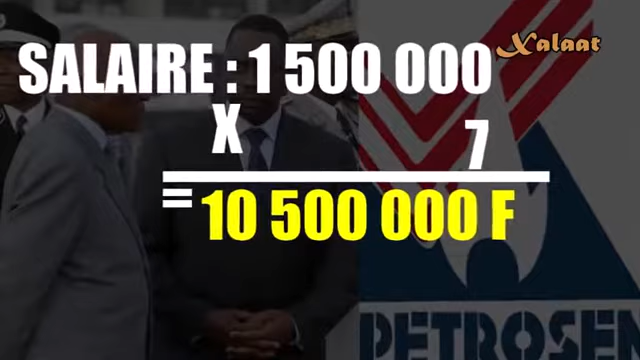 Xalaat
SALAIRE : 1 500 000
X 7
= 10 500 000 F
PETROSEN